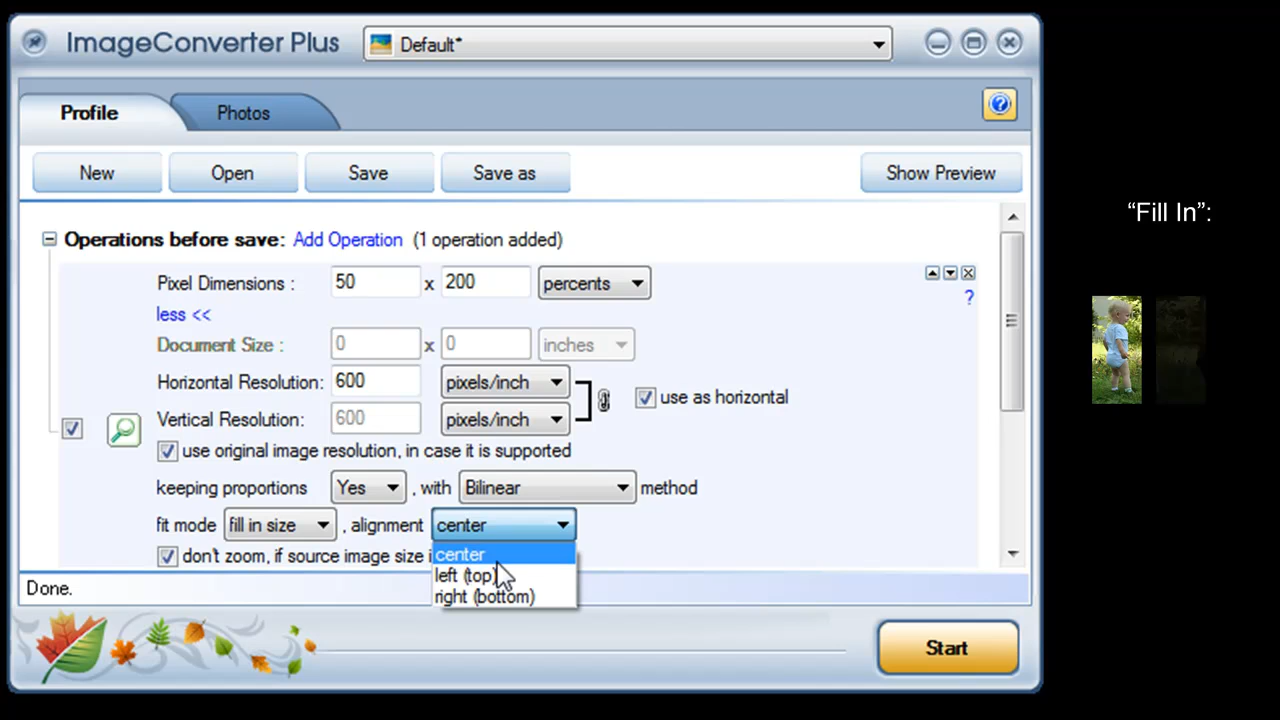 ImageConverter Plus Default*
Profile Photos
New Open Save Save as Show Preview
“Fill In”:
Operations before save: Add Operation (1 operation added)
Pixel Dimensions : 50 x 200 percents
?
less <<
Document Size : 0 x 0 inches
Horizontal Resolution: 600 pixels/inch
use as horizontal
Vertical Resolution: 600 pixels/inch
use original image resolution, in case it is supported
keeping proportions Yes , with Bilinear method
fit mode fill in size , alignment center
don't zoom, if source image size
center
left (top)
right (bottom)
Done.
Start